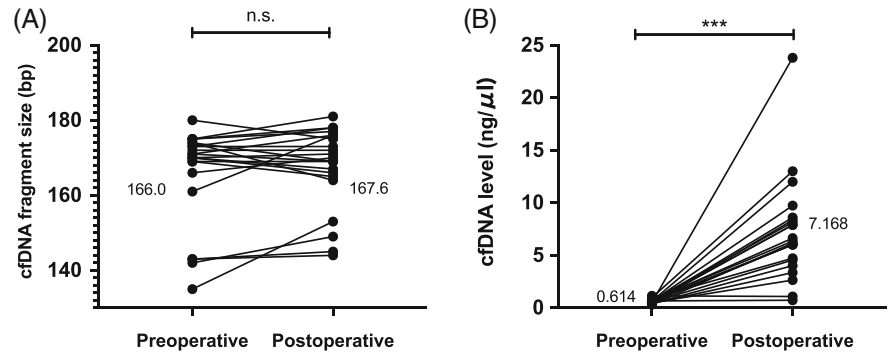 (A)
n.s.
cfDNA fragment size (bp)
200
180
160
140
166.0
167.6
Preoperative Postoperative
(B)
***
cfDNA level (ng/μl)
25
20
15
10
5
0
0.614
7.168
Preoperative Postoperative